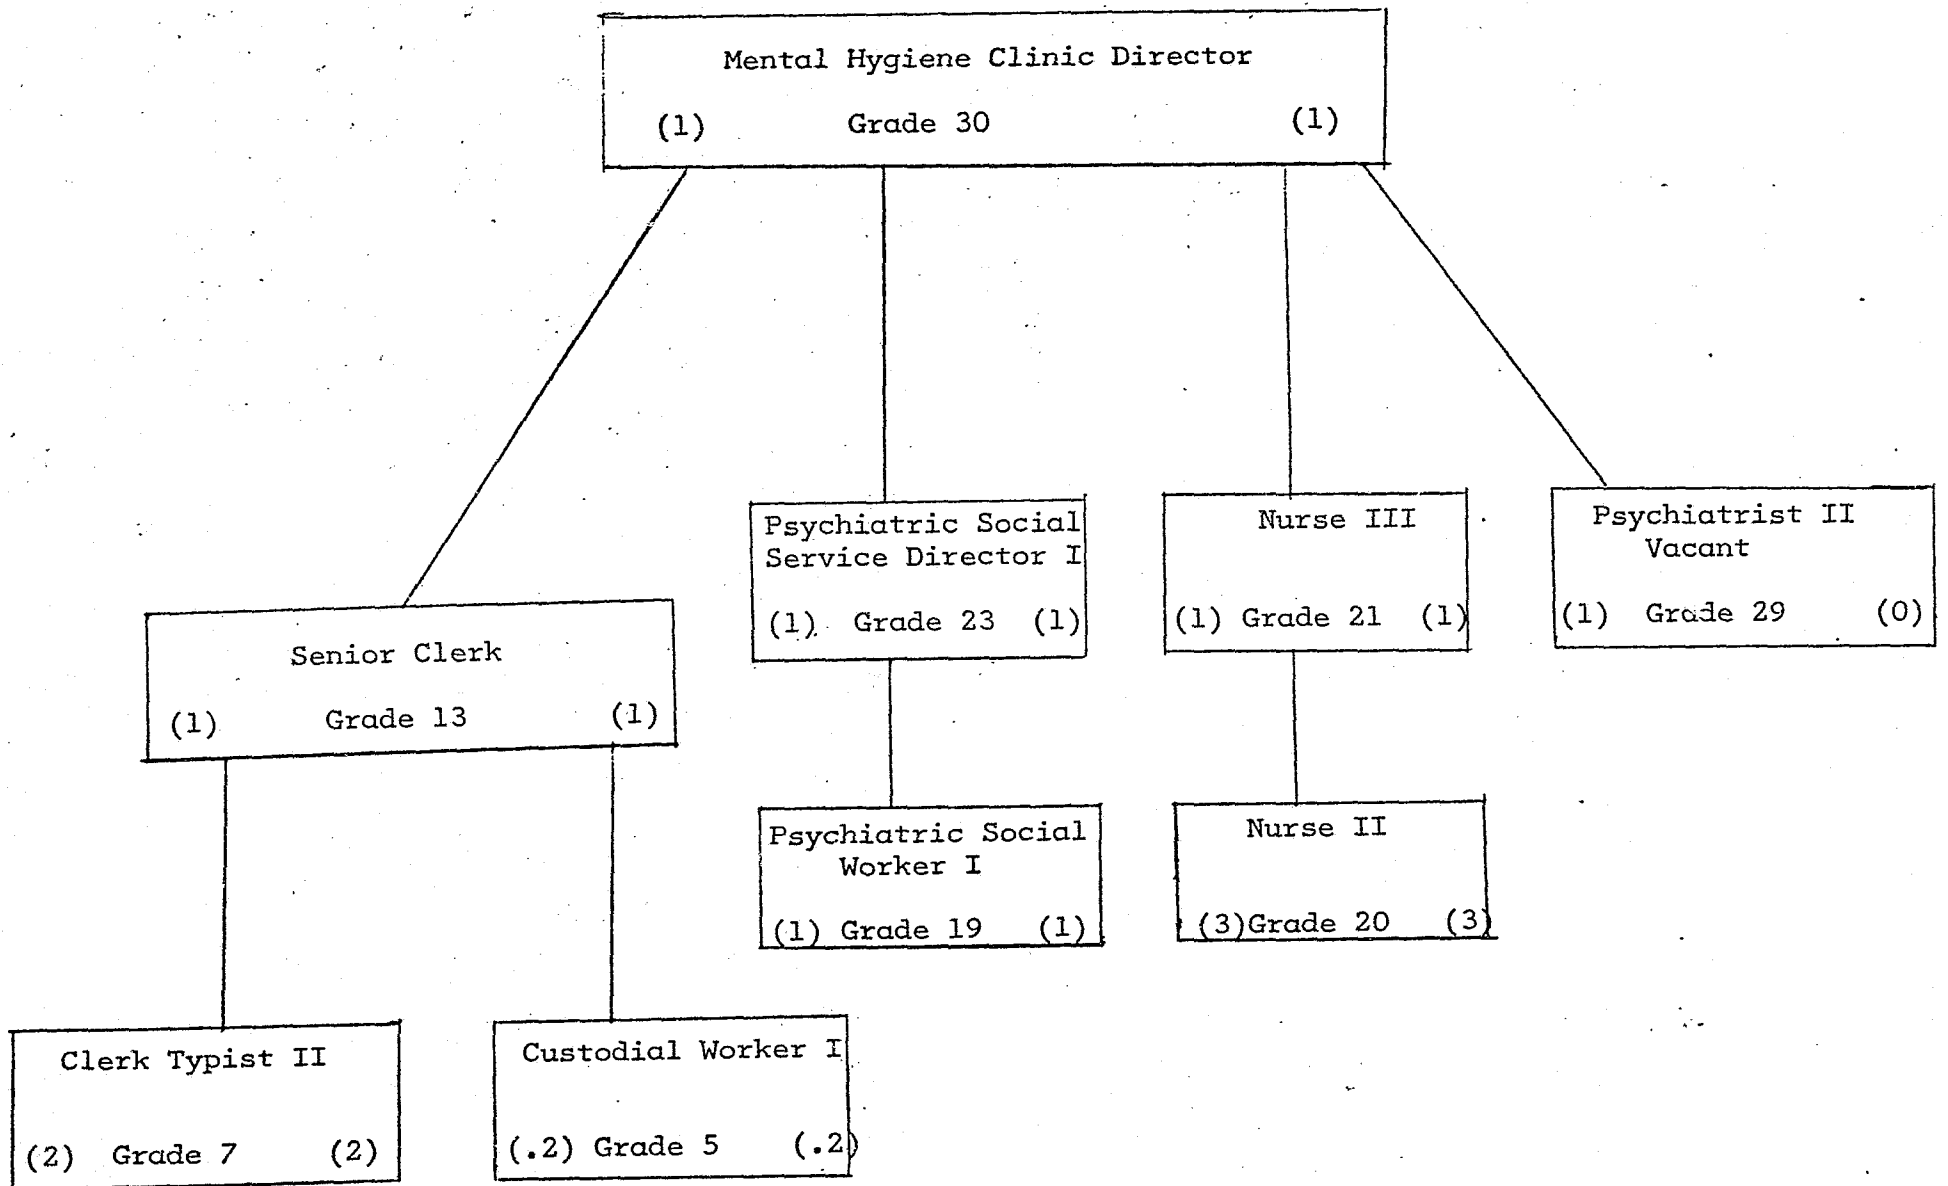 Mental Hygiene Clinic Director
(1) Grade 30 (1)
Psychiatric Social
Service Director I
(1). Grade 23 (1)
Nurse III
(1) Grade 21 (1)
Psychiatrist II
Vacant
(1) Grade 29 (0)
Senior Clerk
(1) Grade 13 (1)
Psychiatric Social
Worker I
(1) Grade 19 (1)
Nurse II
(3)Grade 20 (3)
Clerk Typist II
(2) Grade 7 (2)
Custodial Worker I
(.2) Grade 5 (.2)